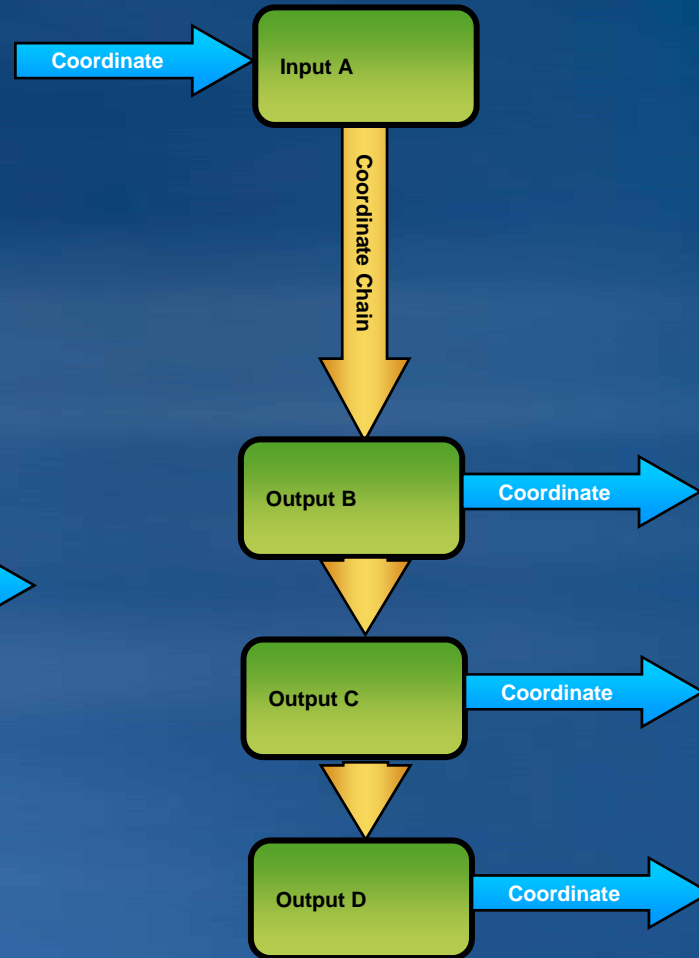 Coordinate
Input A
Coordinate Chain
Output B
Coordinate
Output C
Coordinate
Output D
Coordinate